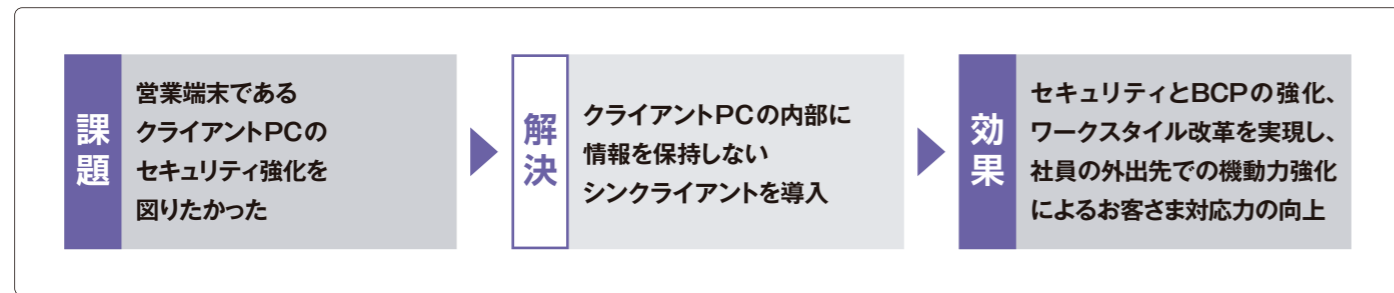 課題
営業端末である
クライアントPCの
セキュリティ強化を
図りたかった
解決
クライアントPCの内部に
情報を保持しない
シンクライアントを導入
効果
セキュリティとBCPの強化、
ワークスタイル改革を実現し、
社員の外出先での機動力強化
によるお客さま対応力の向上